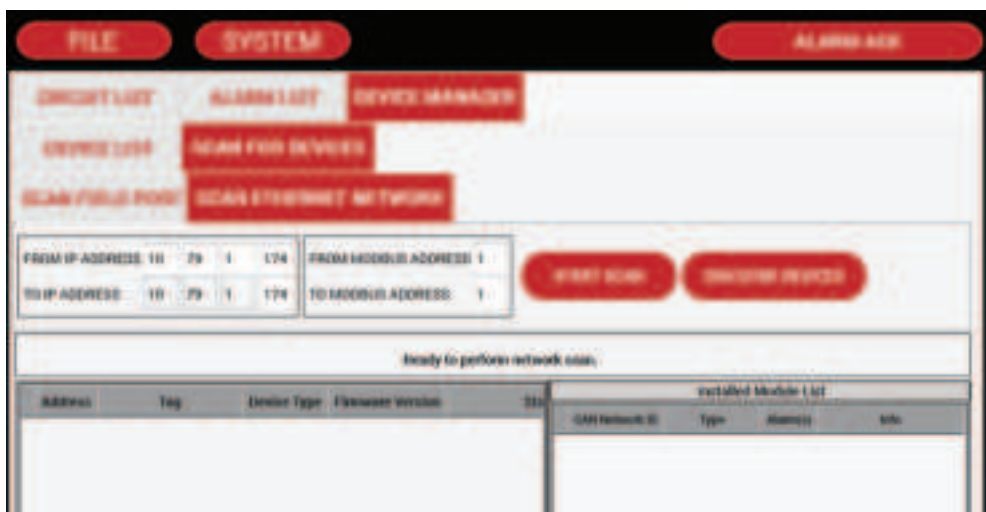 FILE SYSTEM ALARM ACK
CIRCUIT LIST ALARM LIST DEVICE MANAGER
DEVICE LIST SCAN FOR DEVICES
SCAN FIELD PORT SCAN ETHERNET NETWORK
FROM IP ADDRESS 10 79 1 174 FROM MODBUS ADDRESS 1
TO IP ADDRESS 10 79 1 174 TO MODBUS ADDRESS 1
START SCAN DISCOVER DEVICES
Ready to perform network scan.
Address Tag Device Type Firmware Version Sta
Installed Module List
CAN Network ID Type Alarm(s) Info